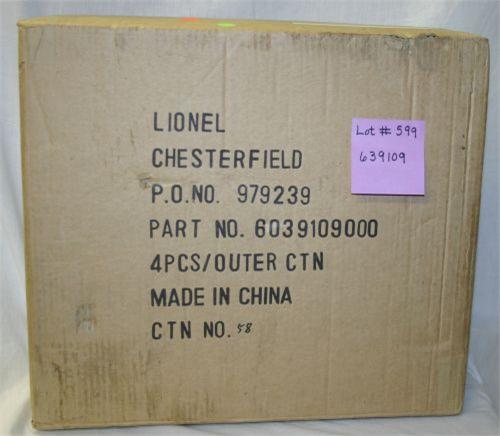 LIONEL
CHESTERFIELD
P.O.NO. 979239
PART NO. 6039109000
4PCS/OUTER CTN
MADE IN CHINA
CTN NO. 58
Lot # 599
639109